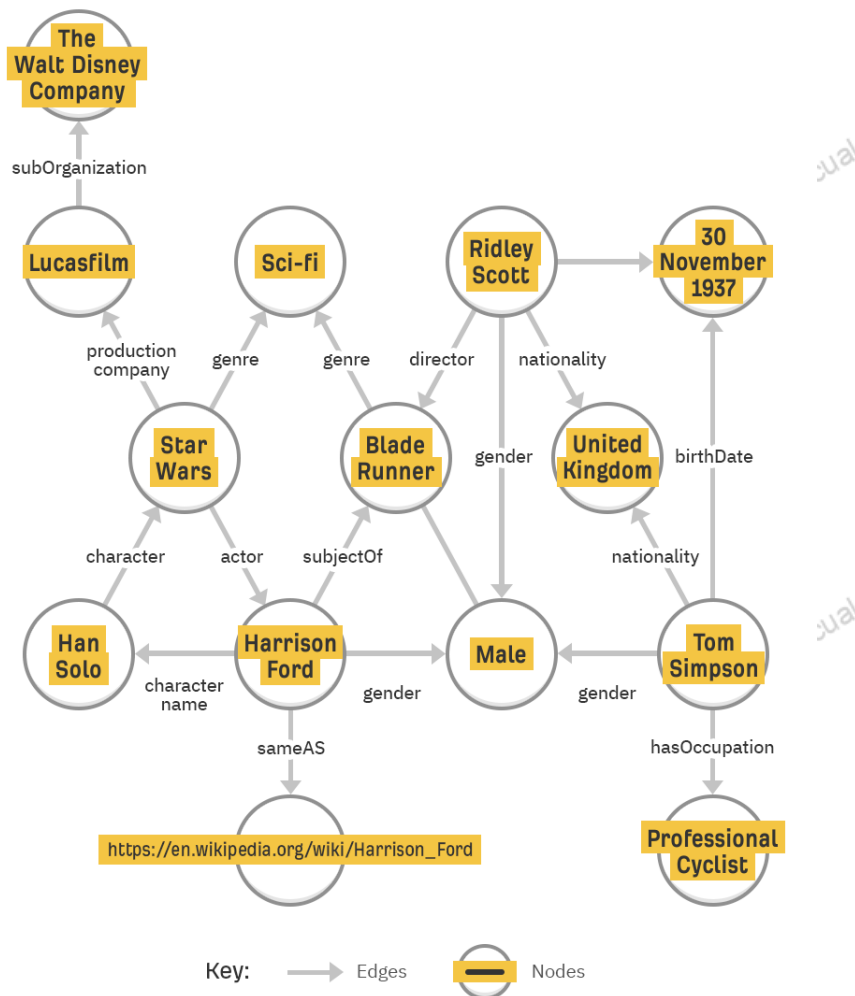 The
Walt Disney
Company
subOrganization
Lucasfilm
Sci-fi
Ridley
Scott
30
November
1937
production
company
genre
genre
director
nationality
Star
Wars
Blade
Runner
gender
United
Kingdom
birthDate
character
actor
subjectOf
nationality
Han
Solo
Harrison
Ford
Male
Tom
Simpson
character
name
gender
gender
sameAS
hasOccupation
https://en.wikipedia.org/wiki/Harrison_Ford
Professional
Cyclist
Key:
Edges
Nodes